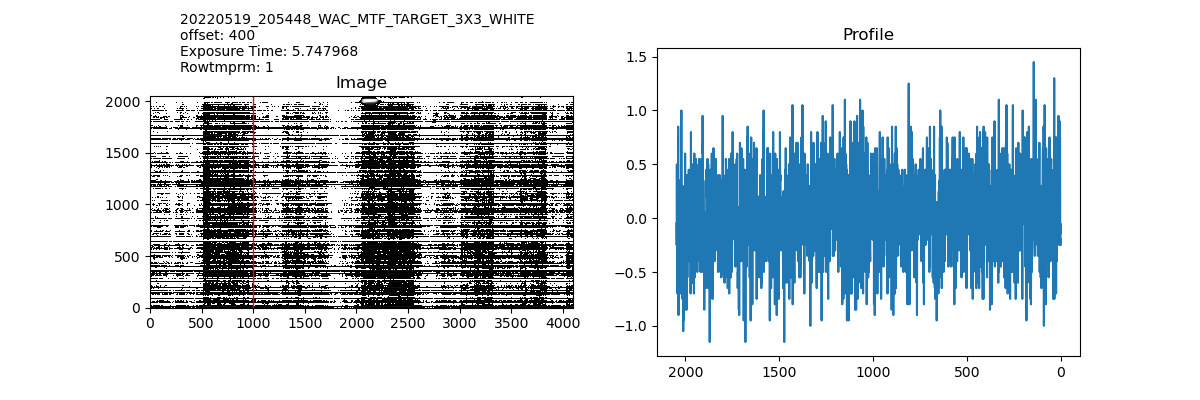 20220519_205448_WAC_MTF_TARGET_3X3_WHITE
offset: 400
Exposure Time: 5.747968
Rowtmprm: 1
Image
2000
1500
1000
500
0
0 500 1000 1500 2000 2500 3000 3500 4000
Profile
1.5
1.0
0.5
0.0
−0.5
−1.0
2000 1500 1000 500 0